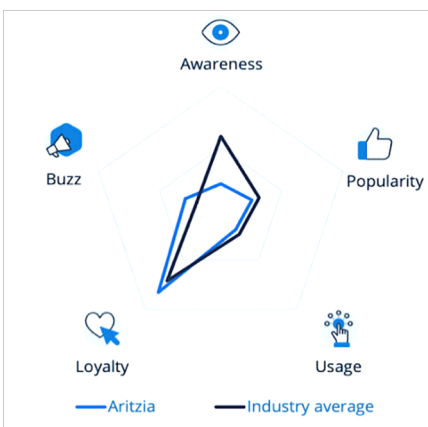 Awareness
Buzz
Popularity
Loyalty
Usage
Aritzia
Industry average